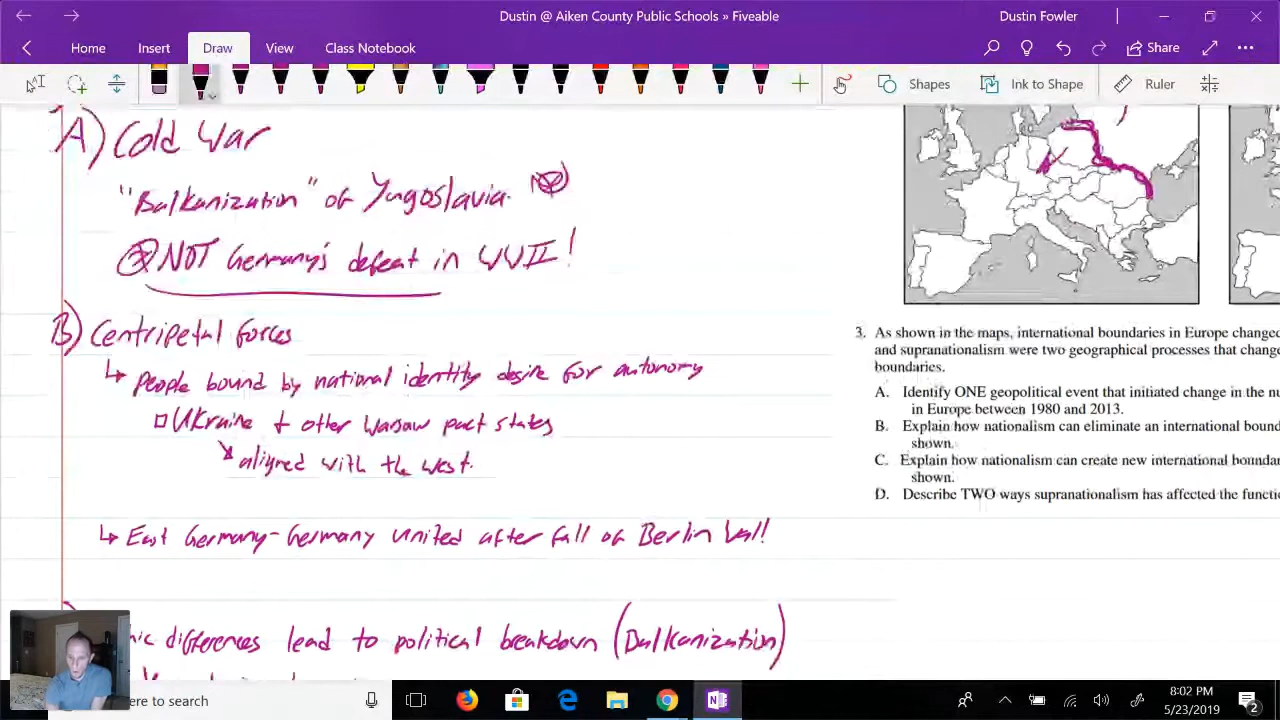 Dustin @ Aiken County Public Schools » Fiveable
Dustin Fowler
Home Insert Draw View Class Notebook
Share
Shapes Ink to Shape Ruler
A) Cold War
"Balkanization" of Yugoslavia
NOT Germany's defeat in WWII!
B) Centripetal forces
↳ People bound by national identity desire for autonomy
Ukraine + other Warsaw pact states
aligned with the west.
↳ East Germany - Germany united after fall of Berlin Wall
nic differences lead to political breakdown (Balkanization)
3. As shown in the maps, international boundaries in Europe change
and supranationalism were two geographical processes that change
boundaries.
A. Identify ONE geopolitical event that initiated change in the nu
in Europe between 1980 and 2013.
B. Explain how nationalism can eliminate an international bound
shown.
C. Explain how nationalism can create new international bounda
shown.
D. Describe TWO ways supranationalism has affected the functi
here to search
8:02 PM
5/23/2019
2